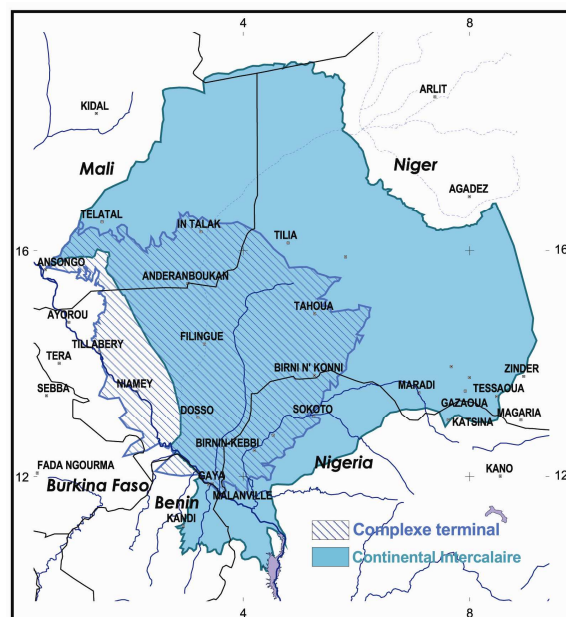 4 8
ARLIT
KIDAL
Mali
Niger
AGADEZ
TELATAL
IN TALAK
TILIA
16 16
ANSONGO
ANDERANBOUKAN
TAHOUA
AYOROU
TILLABERY
FILINGUE
TERA
BIRNI N' KONNI
ZINDER
NIAMEY
MARADI
TESSAOUA
SEBBA
GAZAOUA
DOSSO
SOKOTO
MAGARIA
KATSINA
BIRNIN-KEBBI
FADA NGOURMA
Nigeria
12 12
GAYA
KANO
Burkina Faso
MALANVILLE
Benin
KANDI
Complexe terminal
Continental Intercalaire
4 8